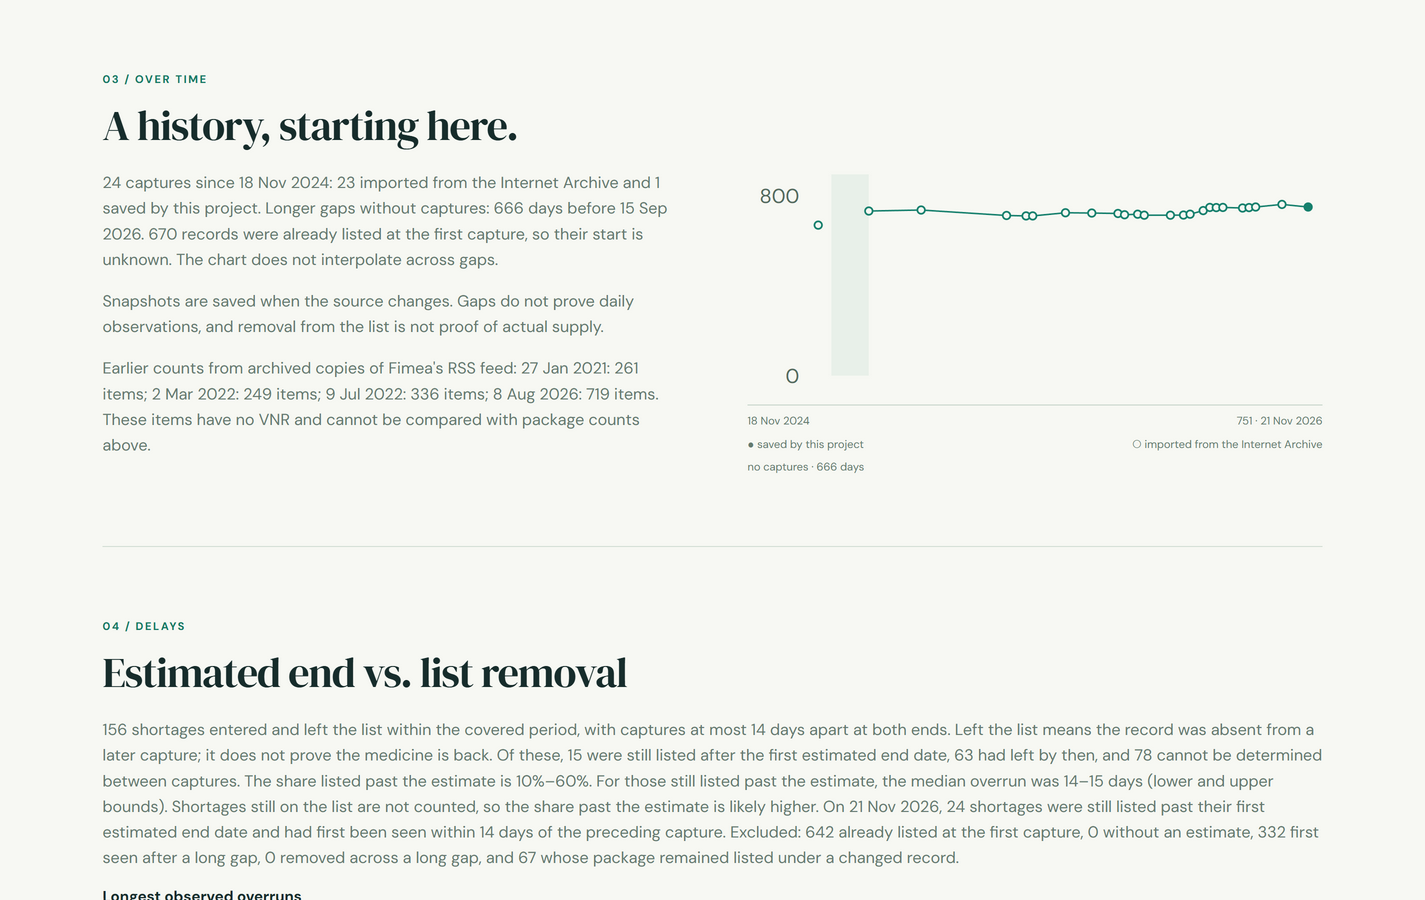 03 / OVER TIME
A history, starting here.
24 captures since 18 Nov 2024: 23 imported from the Internet Archive and 1
saved by this project. Longer gaps without captures: 666 days before 15 Sep
2026. 670 records were already listed at the first capture, so their start is
unknown. The chart does not interpolate across gaps.
Snapshots are saved when the source changes. Gaps do not prove daily
observations, and removal from the list is not proof of actual supply.
Earlier counts from archived copies of Fimea's RSS feed: 27 Jan 2021: 261
items; 2 Mar 2022: 249 items; 9 Jul 2022: 336 items; 8 Aug 2026: 719 items.
These items have no VNR and cannot be compared with package counts
above.
800
0
18 Nov 2024
751 · 21 Nov 2026
● saved by this project
○ imported from the Internet Archive
no captures · 666 days
04 / DELAYS
Estimated end vs. list removal
156 shortages entered and left the list within the covered period, with captures at most 14 days apart at both ends. Left the list means the record was absent from a
later capture; it does not prove the medicine is back. Of these, 15 were still listed after the first estimated end date, 63 had left by then, and 78 cannot be determined
between captures. The share listed past the estimate is 10%–60%. For those still listed past the estimate, the median overrun was 14–15 days (lower and upper
bounds). Shortages still on the list are not counted, so the share past the estimate is likely higher. On 21 Nov 2026, 24 shortages were still listed past their first
estimated end date and had first been seen within 14 days of the preceding capture. Excluded: 642 already listed at the first capture, 0 without an estimate, 332 first
seen after a long gap, 0 removed across a long gap, and 67 whose package remained listed under a changed record.
Longest observed overruns